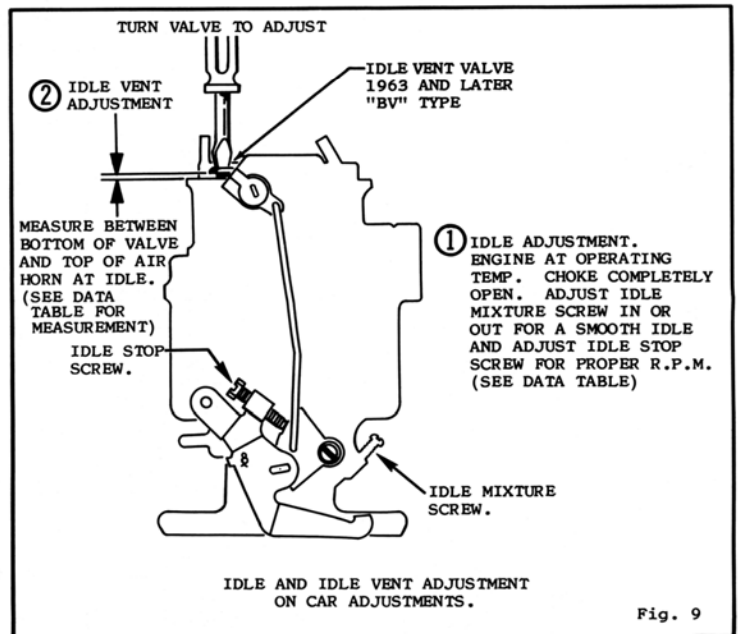 TURN VALVE TO ADJUST
② IDLE VENT
ADJUSTMENT
IDLE VENT VALVE
1963 AND LATER
"BV" TYPE
MEASURE BETWEEN
BOTTOM OF VALVE
AND TOP OF AIR
HORN AT IDLE.
(SEE DATA
TABLE FOR
MEASUREMENT)
① IDLE ADJUSTMENT.
ENGINE AT OPERATING
TEMP. CHOKE COMPLETELY
OPEN. ADJUST IDLE
MIXTURE SCREW IN OR
OUT FOR A SMOOTH IDLE
AND ADJUST IDLE STOP
SCREW FOR PROPER R.P.M.
(SEE DATA TABLE)
IDLE STOP
SCREW.
IDLE MIXTURE
SCREW.
IDLE AND IDLE VENT ADJUSTMENT
ON CAR ADJUSTMENTS.
Fig. 9